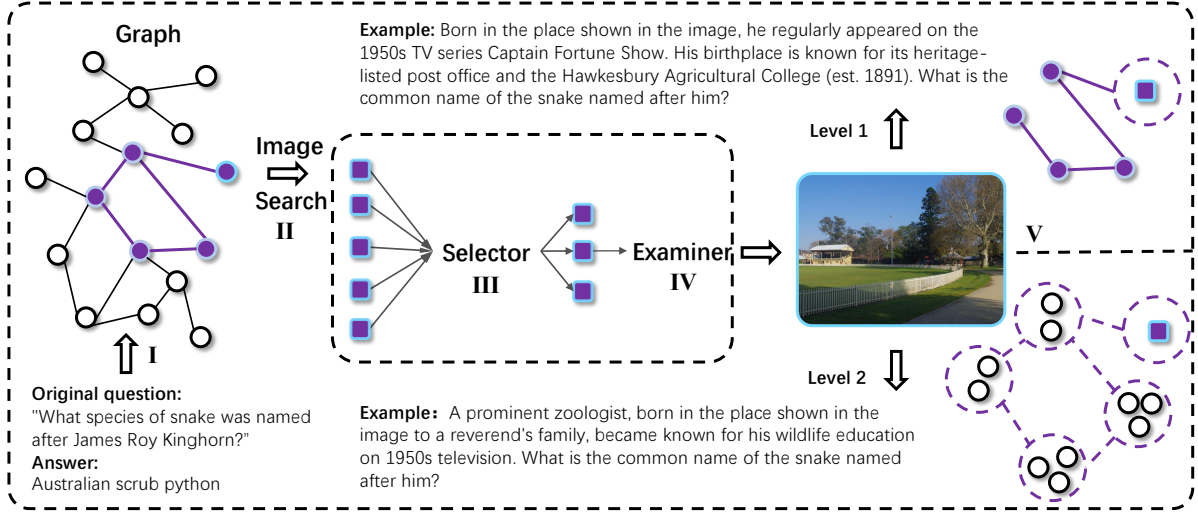 Graph
Example: Born in the place shown in the image, he regularly appeared on the
1950s TV series Captain Fortune Show. His birthplace is known for its heritage-
listed post office and the Hawkesbury Agricultural College (est. 1891). What is the
common name of the snake named after him?
Level 1
Image
Search
II
Selector
III
Examiner
IV
V
I
Original question:
"What species of snake was named
after James Roy Kinghorn?"
Answer:
Australian scrub python
Level 2
Example: A prominent zoologist, born in the place shown in the
image to a reverend's family, became known for his wildlife education
on 1950s television. What is the common name of the snake named
after him?